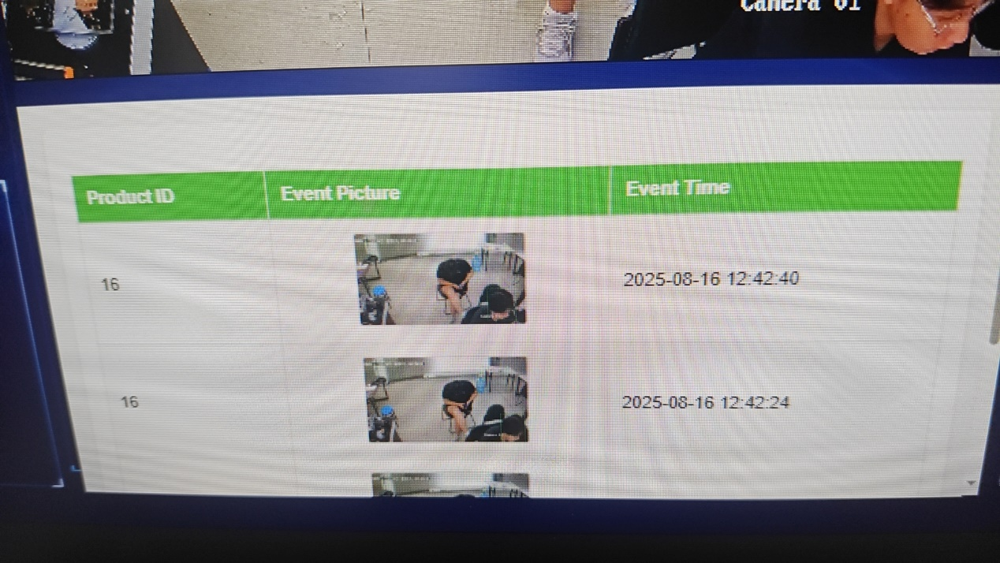 Camera 01
Product ID Event Picture Event Time
16 2025-08-16 12:42:40
16 2025-08-16 12:42:24